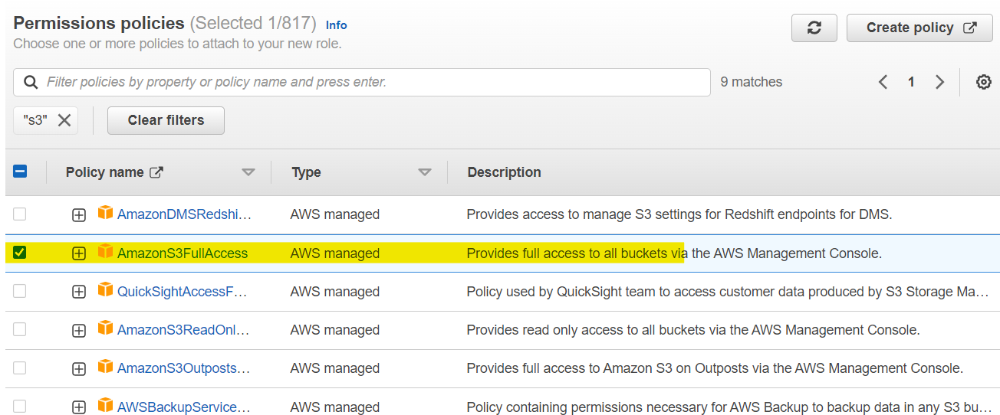 Permissions policies (Selected 1/817) Info
Create policy
Choose one or more policies to attach to your new role.
Filter policies by property or policy name and press enter.
9 matches
1
"s3"
Clear filters
Policy name Type Description
AmazonDMSRedshi... AWS managed Provides access to manage S3 settings for Redshift endpoints for DMS.
AmazonS3FullAccess AWS managed Provides full access to all buckets via the AWS Management Console.
QuickSightAccessF... AWS managed Policy used by QuickSight team to access customer data produced by S3 Storage Ma...
AmazonS3ReadOnl... AWS managed Provides read only access to all buckets via the AWS Management Console.
AmazonS3Outposts... AWS managed Provides full access to Amazon S3 on Outposts via the AWS Management Console.
AWSBackupService... AWS managed Policy containing permissions necessary for AWS Backup to backup data in any S3 bu...